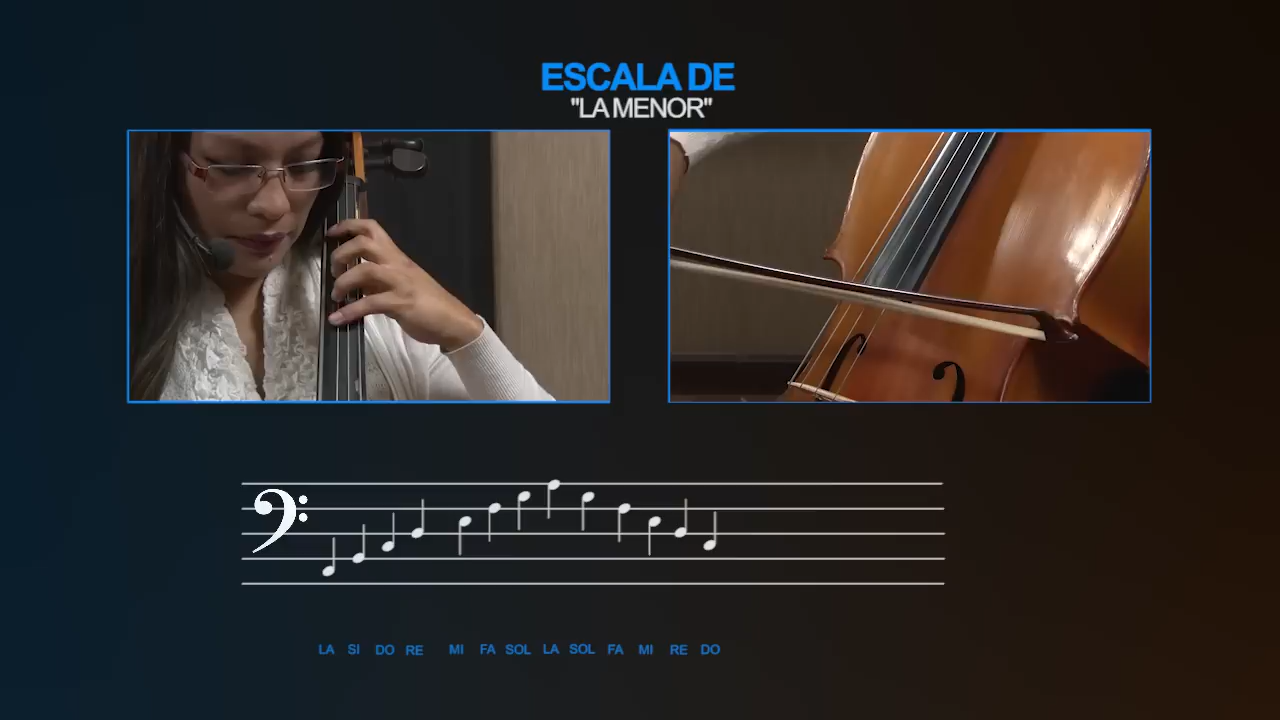 ESCALA DE
"LA MENOR"
LA SI DO RE MI FA SOL LA SOL FA MI RE DO